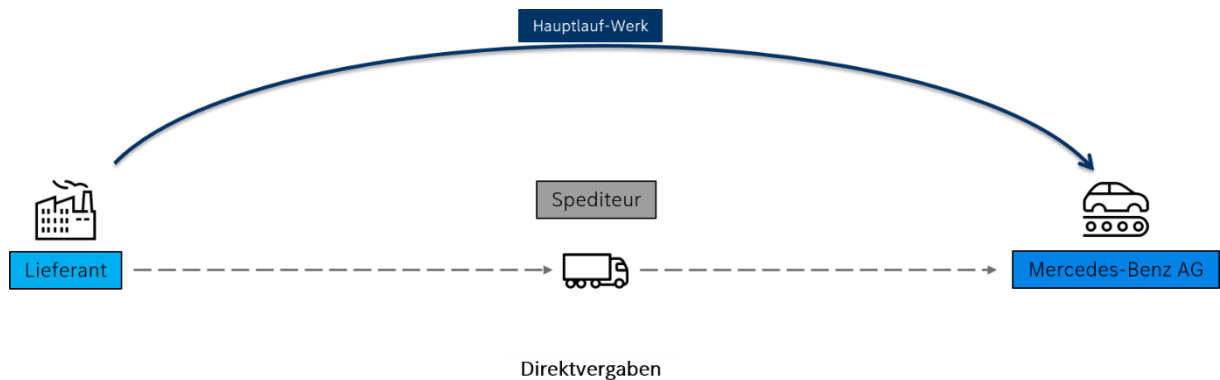 Hauptlauf-Werk
Spediteur
Lieferant
Mercedes-Benz AG
Direktvergaben